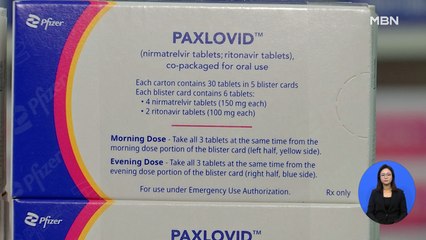 MBN
Pfizer
PAXLOVID™
(nirmatrelvir tablets; ritonavir tablets),
co-packaged for oral use
Each carton contains 30 tablets in 5 blister cards
Each blister card contains 6 tablets:
• 4 nirmatrelvir tablets (150 mg each)
• 2 ritonavir tablets (100 mg each)
Pfizer
Morning Dose - Take all 3 tablets at the same time from the
morning dose portion of the blister card (left half, yellow side).
Evening Dose - Take all 3 tablets at the same time from the
evening dose portion of the blister card (right half, blue side).
For use under Emergency Use Authorization.
Rx only
Pfizer
PAXLOVID™